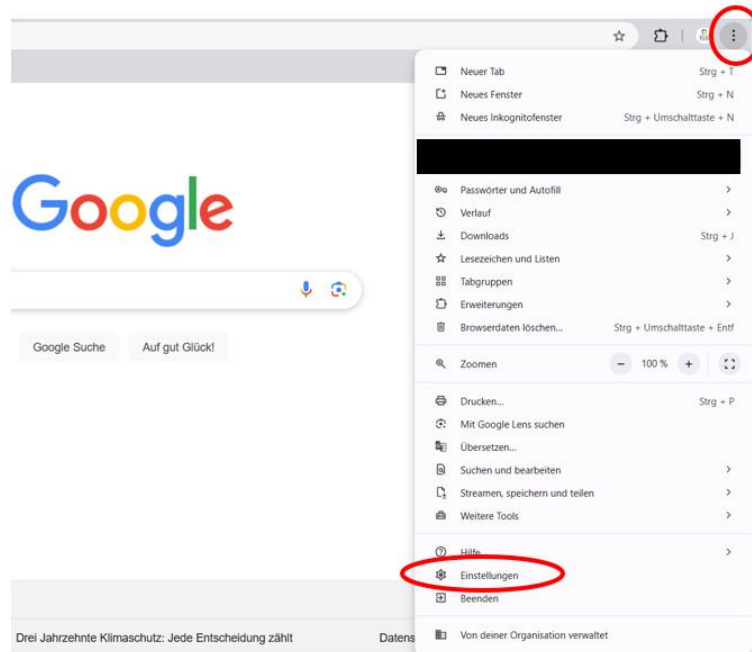 Neuer Tab Strg + T
Neues Fenster Strg + N
Neues Inkognitofenster Strg + Umschalttaste + N
Google
Passwörter und Autofill
Verlauf
Downloads Strg + J
Lesezeichen und Listen
Tabgruppen
Erweiterungen
Browserdaten löschen... Strg + Umschalttaste + Entf
Google Suche Auf gut Glück!
Zoomen − 100 % +
Drucken... Strg + P
Mit Google Lens suchen
Übersetzen...
Suchen und bearbeiten
Streamen, speichern und teilen
Weitere Tools
Hilfe
Einstellungen
Beenden
Drei Jahrzehnte Klimaschutz: Jede Entscheidung zählt Datens
Von deiner Organisation verwaltet